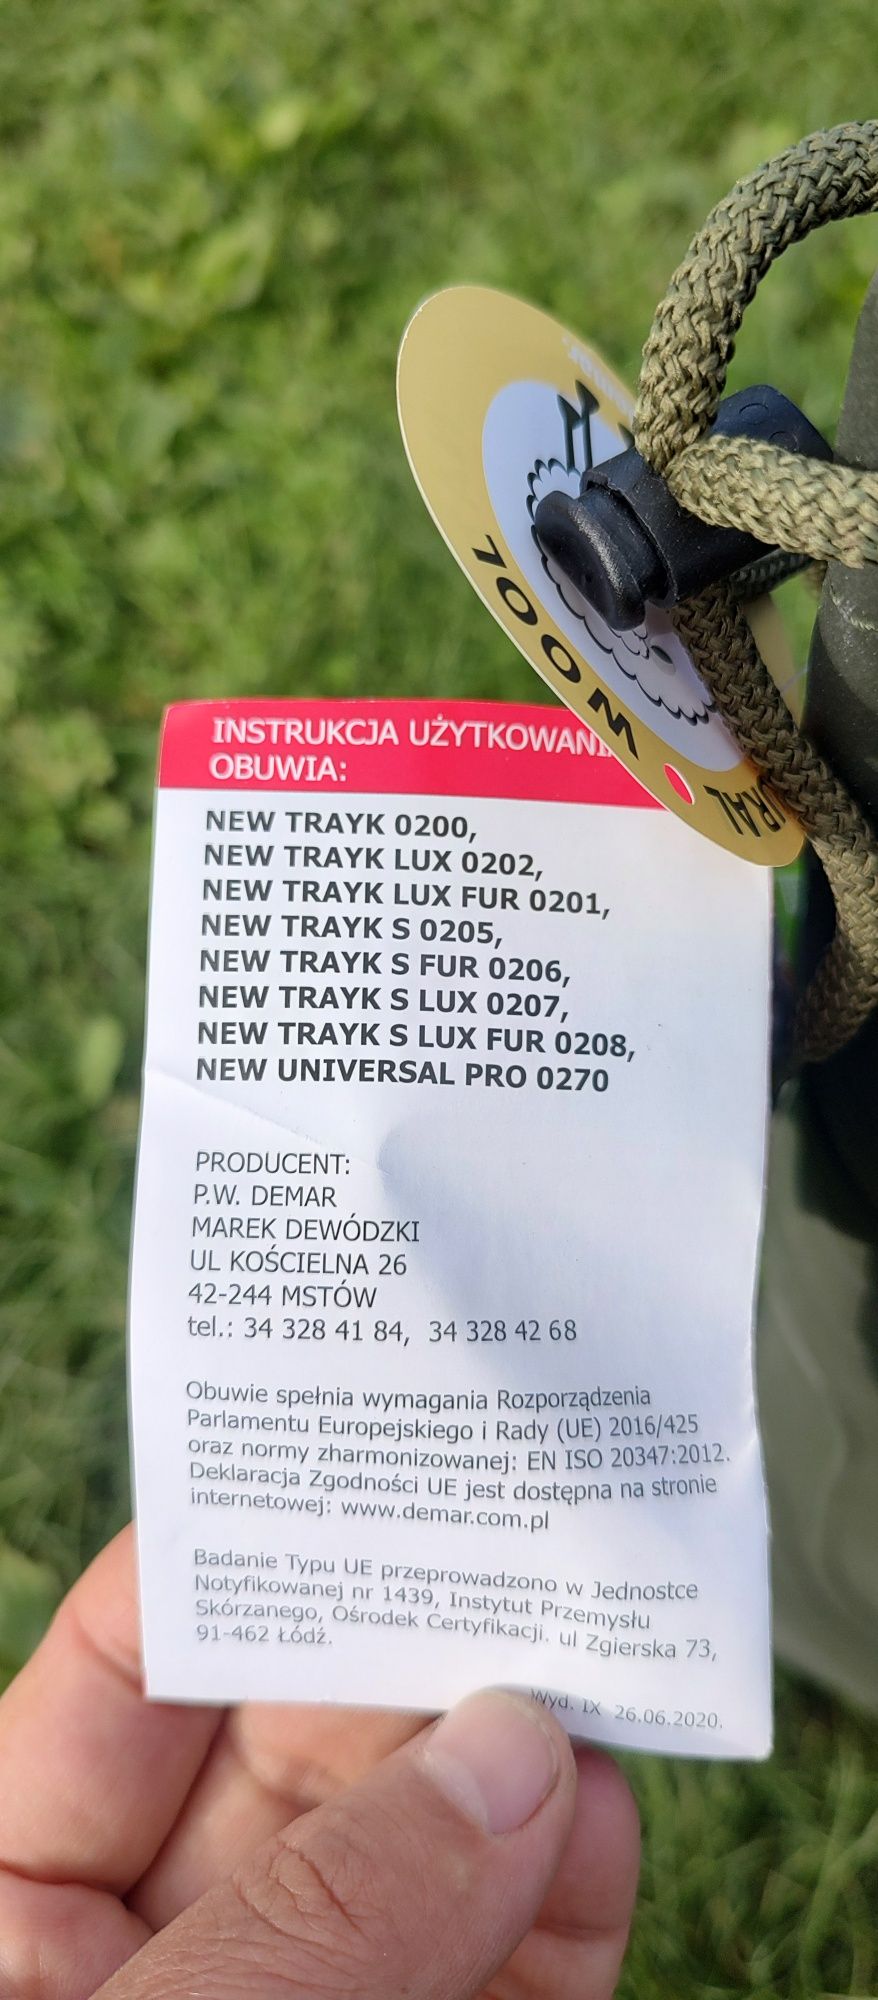 WOOL
INSTRUKCJA UŻYTKOWANI
OBUWIA:
NEW TRAYK 0200,
NEW TRAYK LUX 0202,
NEW TRAYK LUX FUR 0201,
NEW TRAYK S 0205,
NEW TRAYK S FUR 0206,
NEW TRAYK S LUX 0207,
NEW TRAYK S LUX FUR 0208,
NEW UNIVERSAL PRO 0270
PRODUCENT:
P.W. DEMAR
MAREK DEWÓDZKI
UL KOŚCIELNA 26
42-244 MSTÓW
tel.: 34 328 41 84, 34 328 42 68
Obuwie spełnia wymagania Rozporządzenia
Parlamentu Europejskiego i Rady (UE) 2016/425
oraz normy zharmonizowanej: EN ISO 20347:2012.
Deklaracja Zgodności UE jest dostępna na stronie
internetowej: www.demar.com.pl
Badanie Typu UE przeprowadzono w Jednostce
Notyfikowanej nr 1439, Instytut Przemysłu
Skórzanego, Ośrodek Certyfikacji. ul Zgierska 73,
91-462 Łódź.
Wyd. IX 26.06.2020.